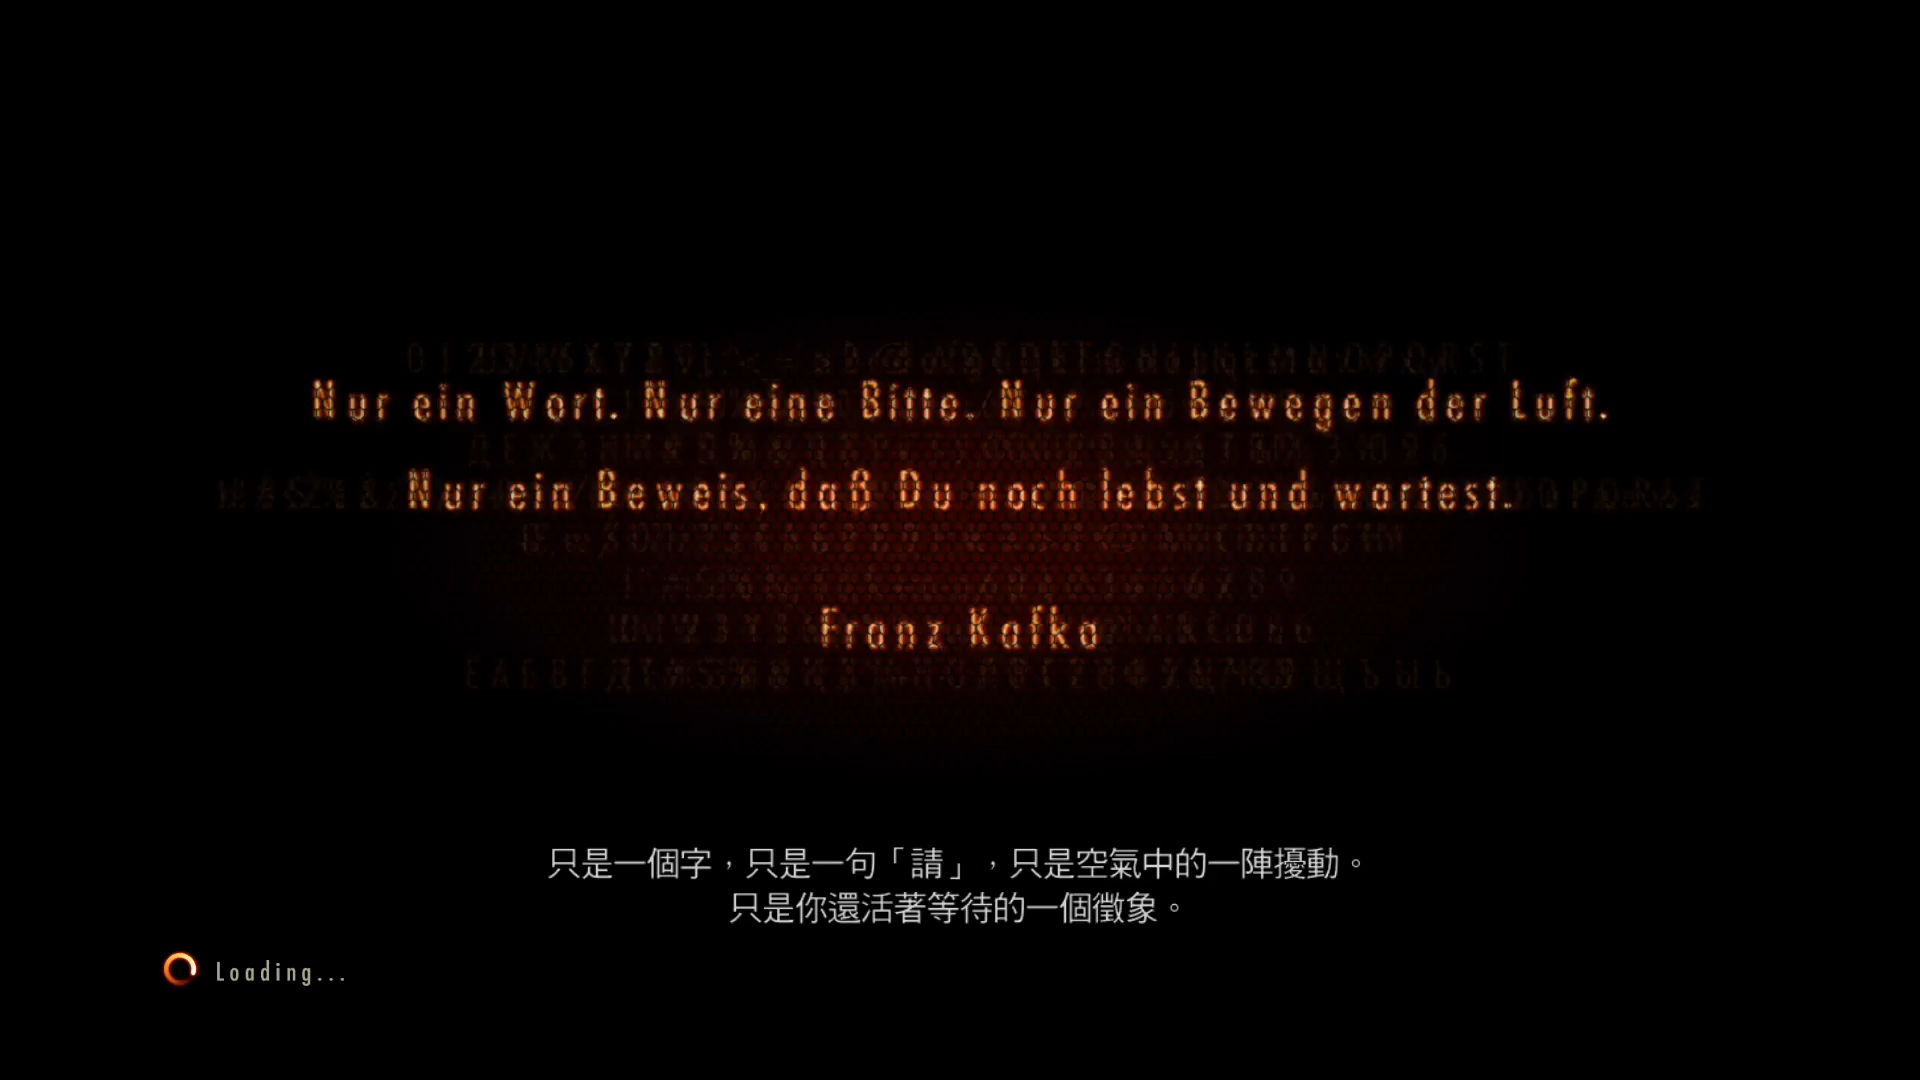 Nur ein Wort. Nur eine Bitte. Nur ein Bewegen der Luft.
Nur ein Beweis, daß Du noch lebst und wartest.
Franz Kafka
只是一個字，只是一句「請」，只是空氣中的一陣擾動。
只是你還活著等待的一個徵象。
Loading...